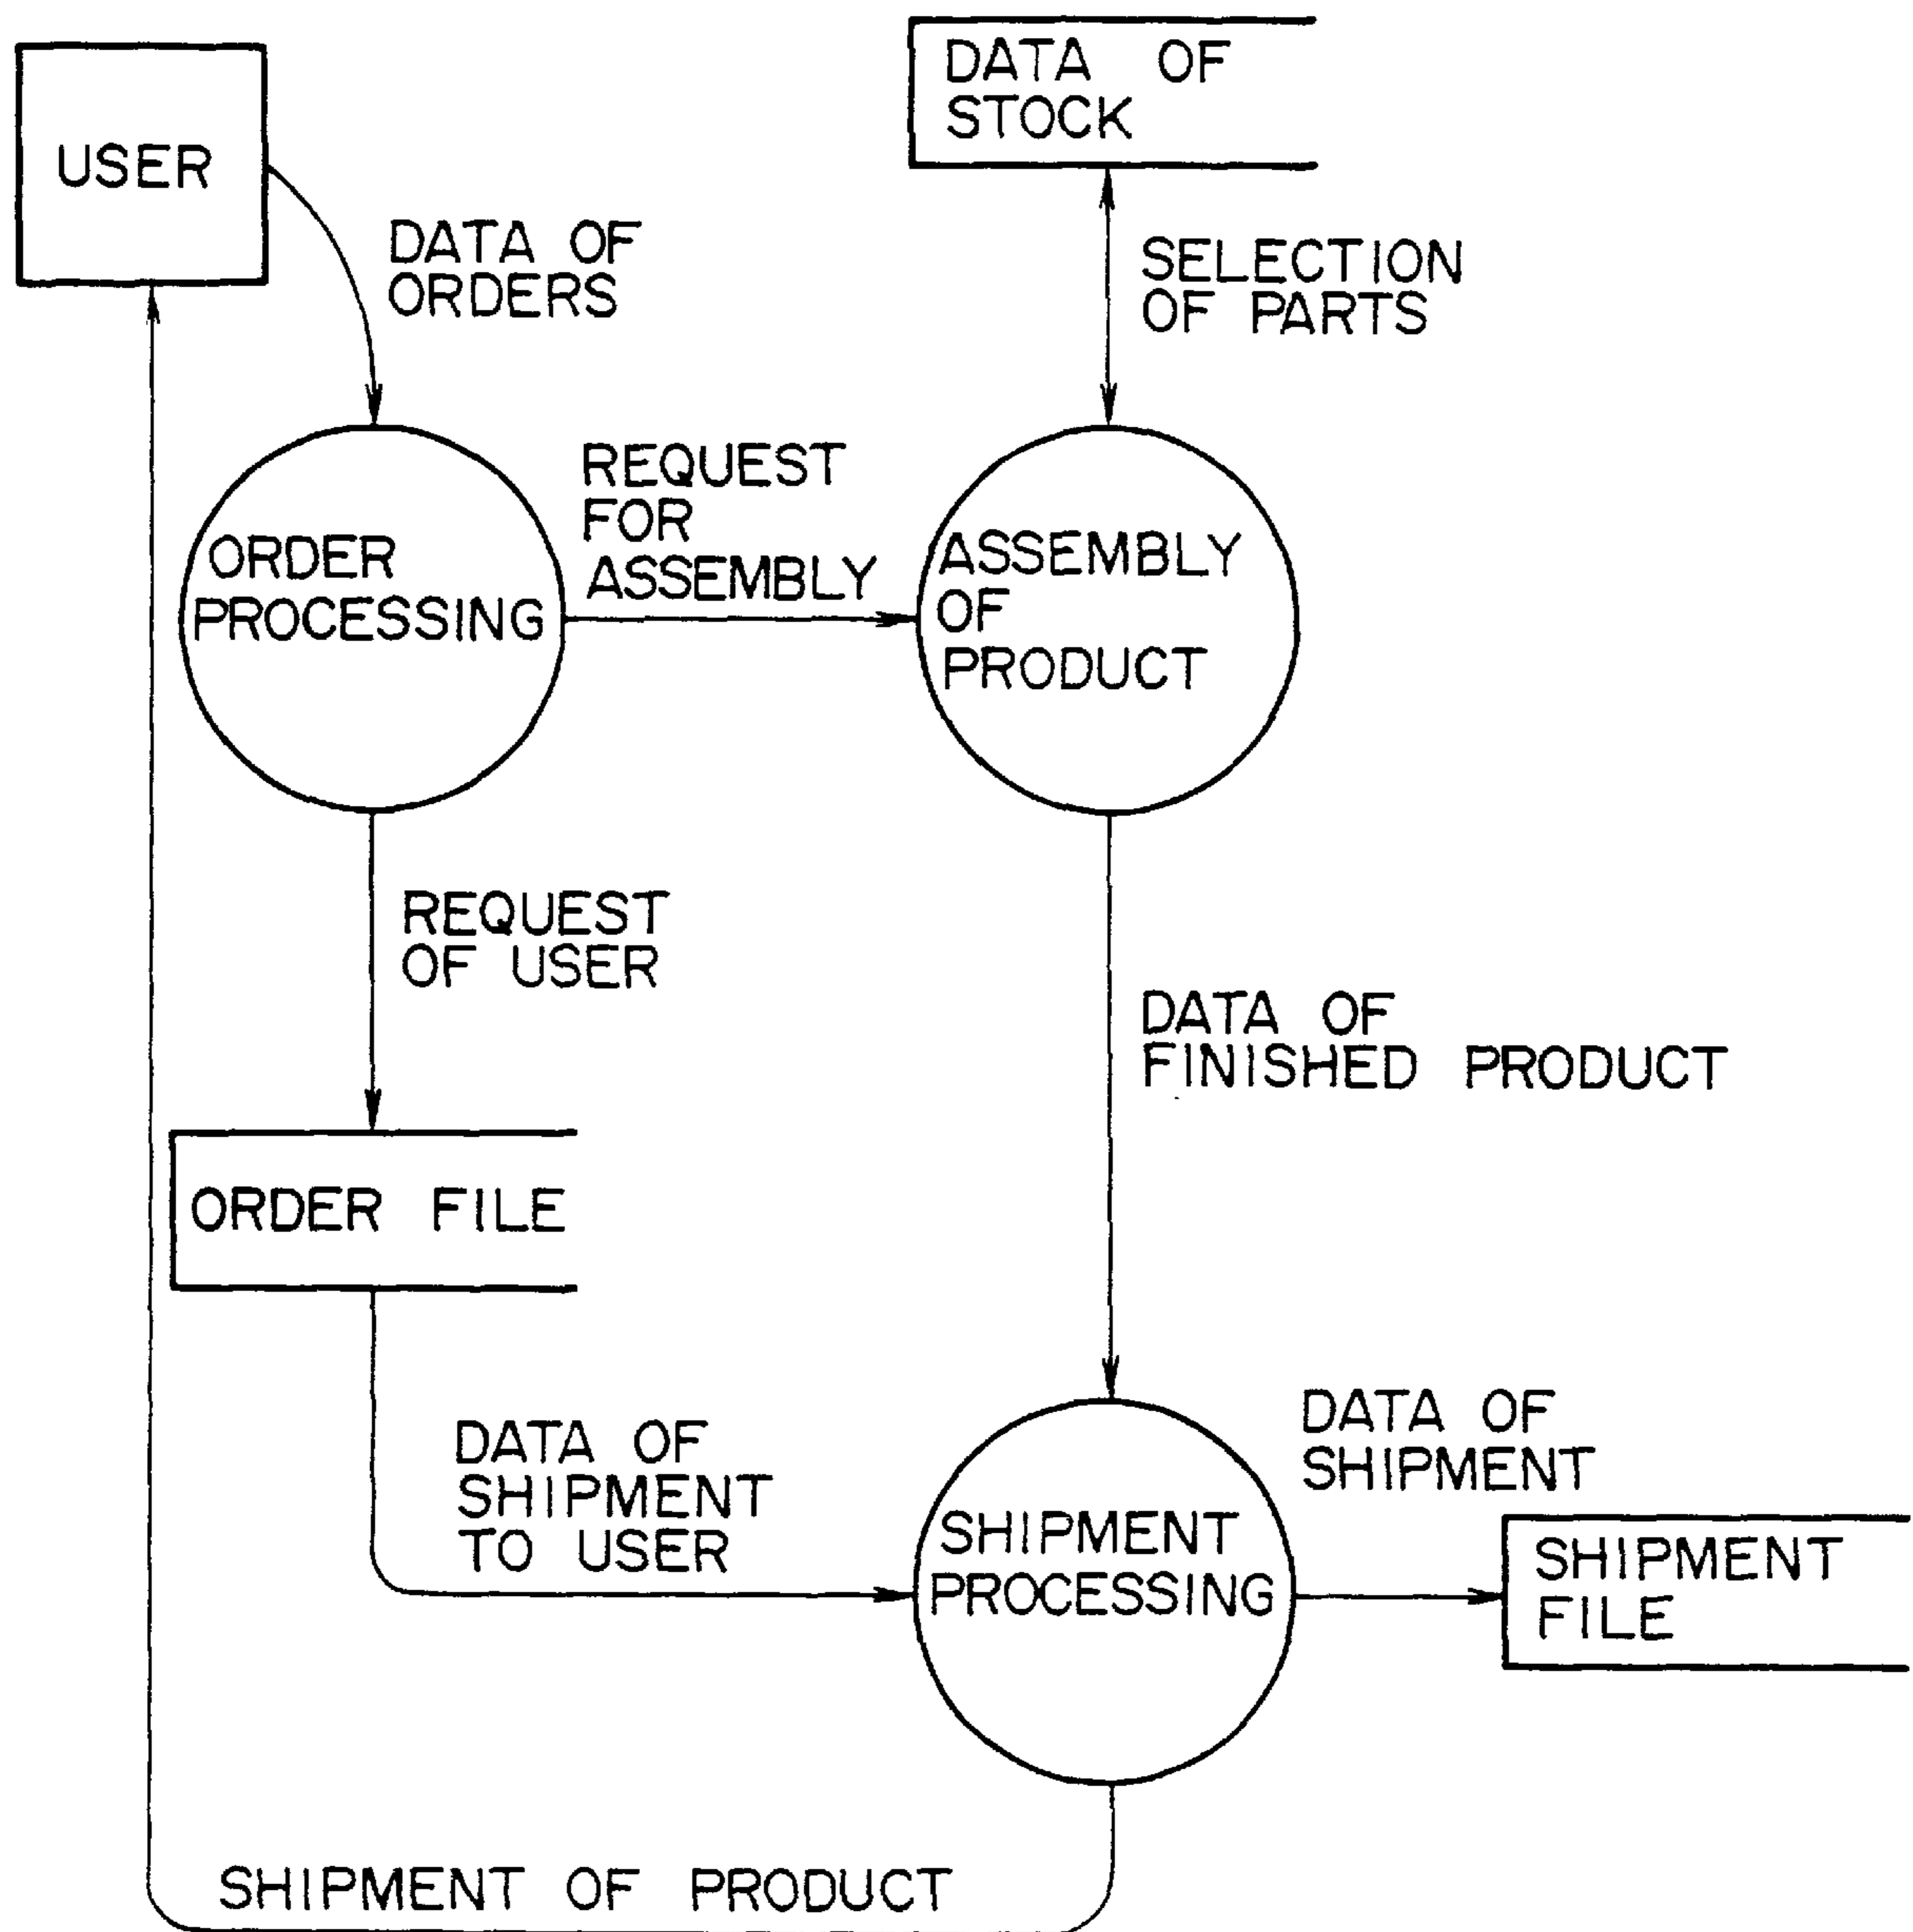 DATA OF
STOCK
USER
DATA OF
ORDERS
SELECTION
OF PARTS
REQUEST
FOR
ASSEMBLY
ORDER
PROCESSING
ASSEMBLY
OF
PRODUCT
REQUEST
OF USER
DATA OF
FINISHED PRODUCT
ORDER FILE
DATA OF
SHIPMENT
TO USER
DATA OF
SHIPMENT
SHIPMENT
PROCESSING
SHIPMENT
FILE
SHIPMENT OF PRODUCT